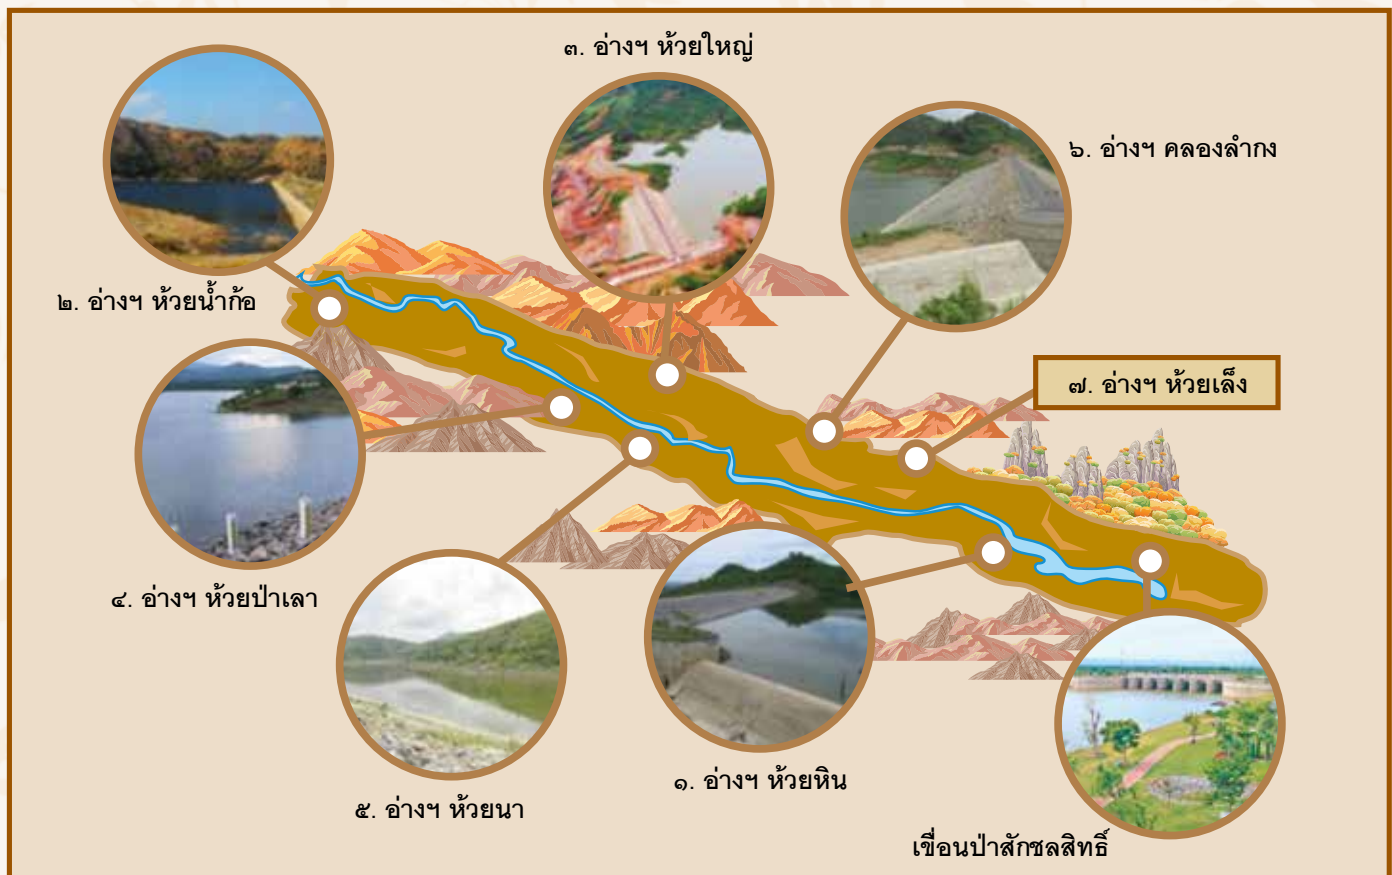 ๓. อ่างฯ ห้วยใหญ่
๖. อ่างฯ คลองลำกง
๒. อ่างฯ ห้วยน้ำก้อ
๗. อ่างฯ ห้วยเล็ง
๔. อ่างฯ ห้วยป่าเลา
๑. อ่างฯ ห้วยหิน
๕. อ่างฯ ห้วยนา
เขื่อนป่าสักชลสิทธิ์